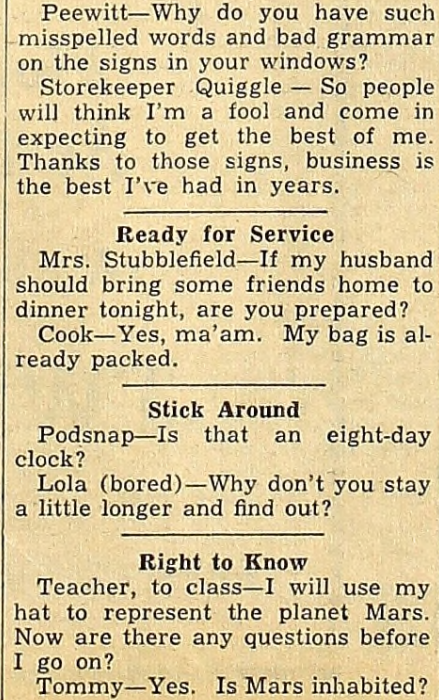 Peewitt—Why do you have such
misspelled words and bad grammar
on the signs in your windows?
Storekeeper Quiggle — So people
will think I'm a fool and come in
expecting to get the best of me.
Thanks to those signs, business is
the best I've had in years.
Ready for Service
Mrs. Stubblefield—If my husband
should bring some friends home to
dinner tonight, are you prepared?
Cook—Yes, ma'am. My bag is al-
ready packed.
Stick Around
Podsnap—Is that an eight-day
clock?
Lola (bored)—Why don't you stay
a little longer and find out?
Right to Know
Teacher, to class—I will use my
hat to represent the planet Mars.
Now are there any questions before
I go on?
Tommy—Yes. Is Mars inhabited?